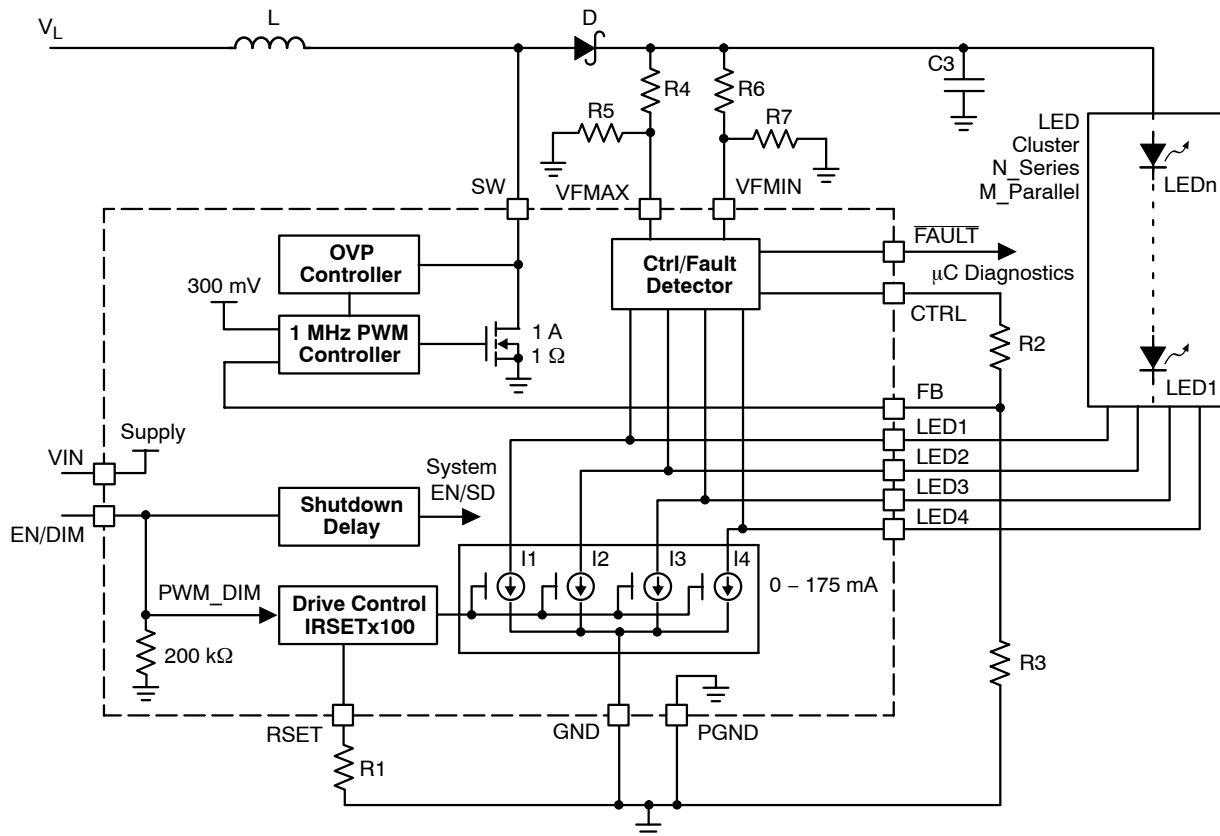 VL
L
D
R4
R6
C3
R5
R7
LED
Cluster
N_Series
M_Parallel
LEDn
SW
VFMAX
VFMIN
OVP
Controller
Ctrl/Fault
Detector
FAULT
μC Diagnostics
300 mV
CTRL
1 MHz PWM
Controller
1 A
1 Ω
R2
LED1
FB
Supply
LED1
VIN
System
EN/SD
LED2
Shutdown
Delay
LED3
EN/DIM
LED4
I1
I2
I3
I4
0 – 175 mA
PWM_DIM
Drive Control
IRSETx100
200 kΩ
R3
RSET
GND
PGND
R1